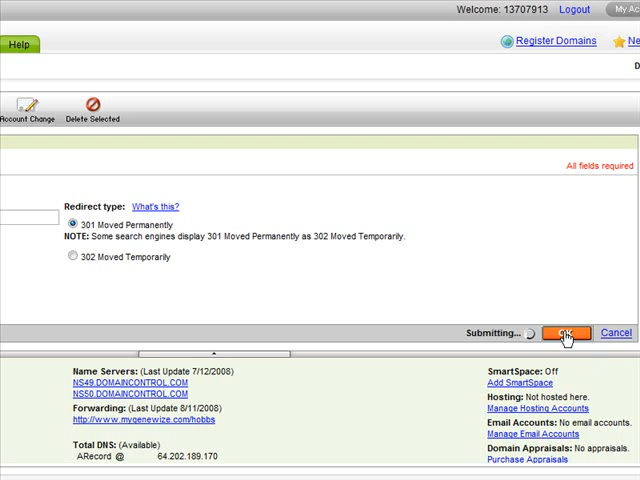 Welcome: 13707913 Logout My Ac
Help
Register Domains Ne
D
Account Change Delete Selected
All fields required
Redirect type: What's this?
301 Moved Permanently
NOTE: Some search engines display 301 Moved Permanently as 302 Moved Temporarily.
302 Moved Temporarily
Submitting... Cancel
Name Servers: (Last Update 7/12/2008)
NS49.DOMAINCONTROL.COM
NS50.DOMAINCONTROL.COM
Forwarding: (Last Update 8/11/2008)
http://www.mygenewize.com/hobbs
Total DNS: (Available)
ARecord @ 64.202.189.170
SmartSpace: Off
Add SmartSpace
Hosting: Not hosted here.
Manage Hosting Accounts
Email Accounts: No email accounts.
Manage Email Accounts
Domain Appraisals: No appraisals.
Purchase Appraisals